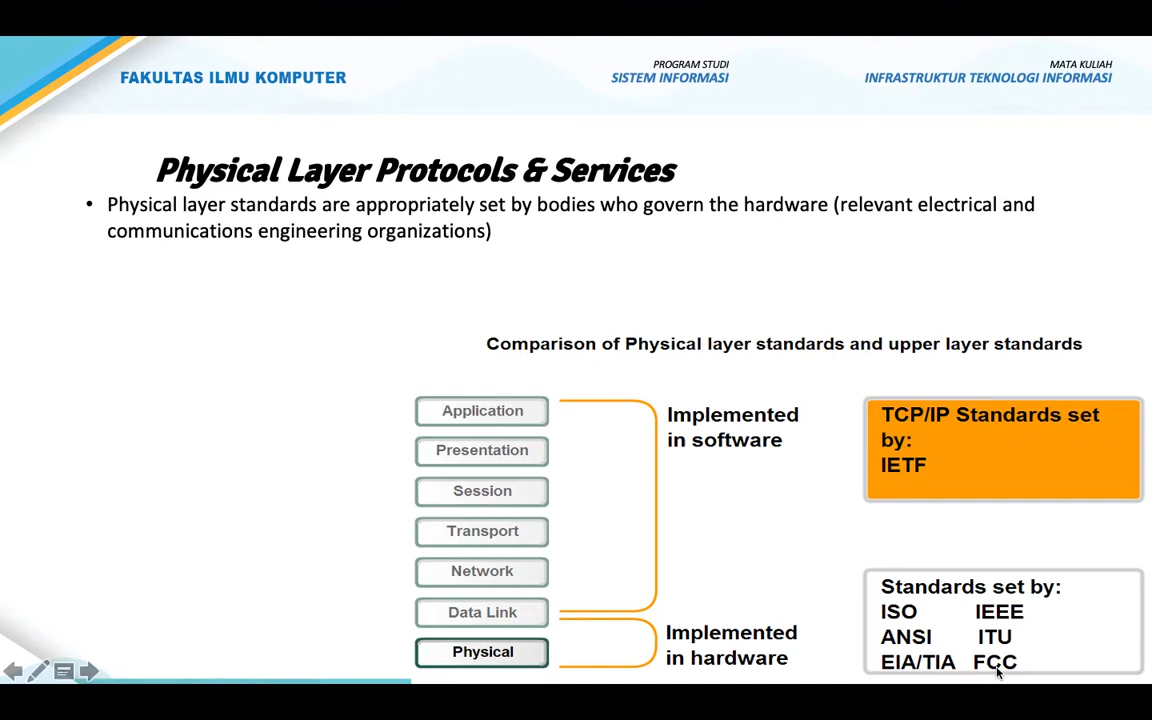 FAKULTAS ILMU KOMPUTER
PROGRAM STUDI
SISTEM INFORMASI
MATA KULIAH
INFRASTRUKTUR TEKNOLOGI INFORMASI
Physical Layer Protocols & Services
• Physical layer standards are appropriately set by bodies who govern the hardware (relevant electrical and
communications engineering organizations)
Comparison of Physical layer standards and upper layer standards
Application
Presentation
Session
Transport
Network
Data Link
Physical
Implemented
in software
Implemented
in hardware
TCP/IP Standards set
by:
IETF
Standards set by:
ISO IEEE
ANSI ITU
EIA/TIA FCC